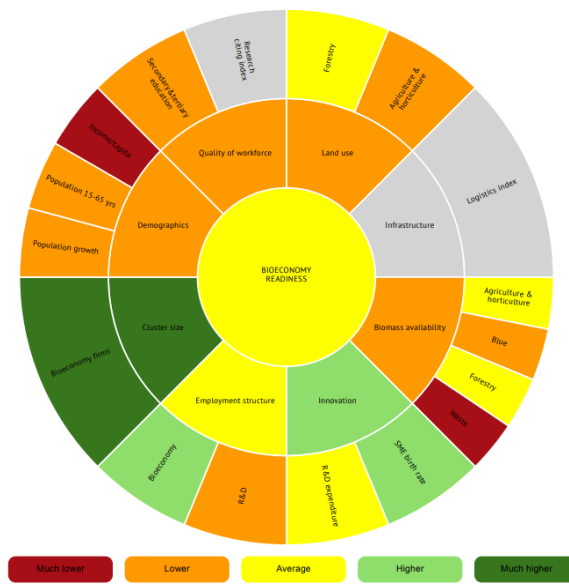 Research
citing index
Forestry
Secondary&tertiary
education
Agriculture &
horticulture
Income/capita
Quality of workforce
Land use
Logistics index
Population 15-65 yrs
Demographics
Infrastructure
Population growth
BIOECONOMY
READINESS
Agriculture &
horticulture
Cluster size
Biomass availability
Blue
Bioeconomy firms
Forestry
Employment structure
Innovation
Waste
Bioeconomy
R&D
R&D expenditure
SME birth rate
Much lower
Lower
Average
Higher
Much higher